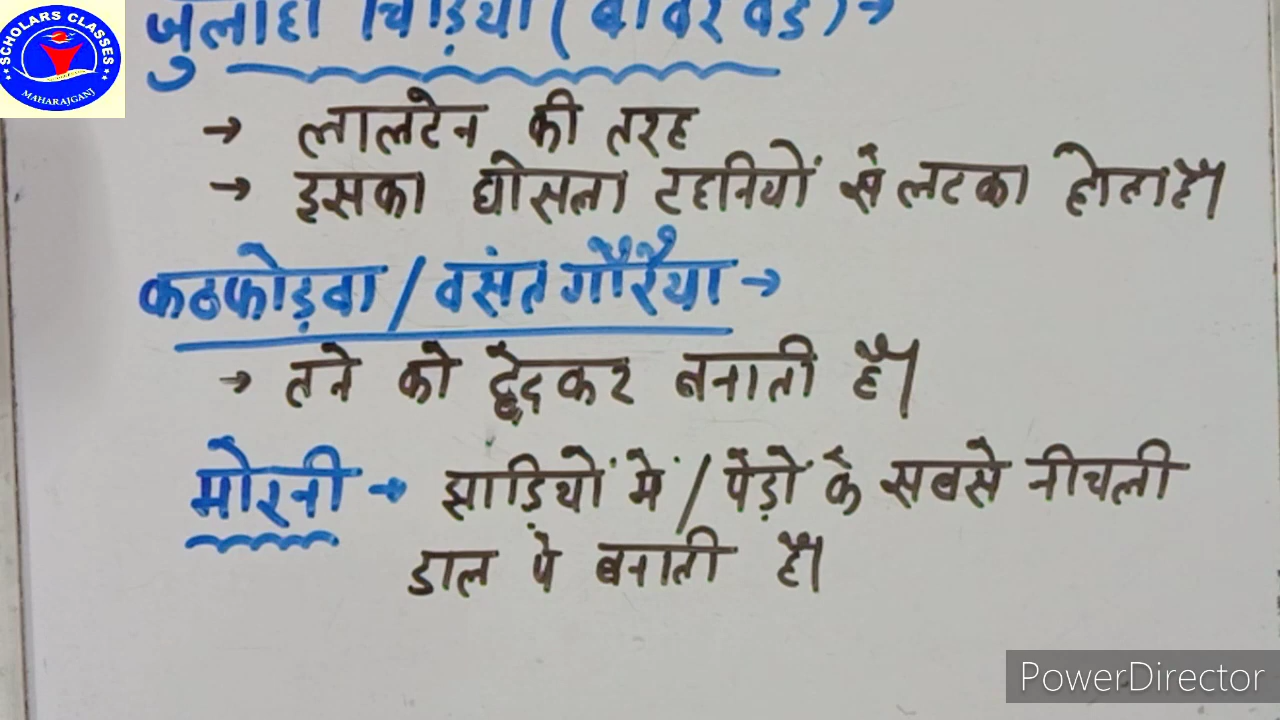 SCHOLARS CLASSES
MAHARAJGANJ
जुलाहा चिड़िया ( बीवर बर्ड ) →
→ लालटेन की तरह
→ इसका घोसला टहनियों से लटका होता है।
कठफोड़वा / वसंत गौरैया →
→ तने को छेदकर बनाती है।
मोरनी → झाड़ियों में / पेड़ों के सबसे नीचली
डाल पे बनाती है।
PowerDirector